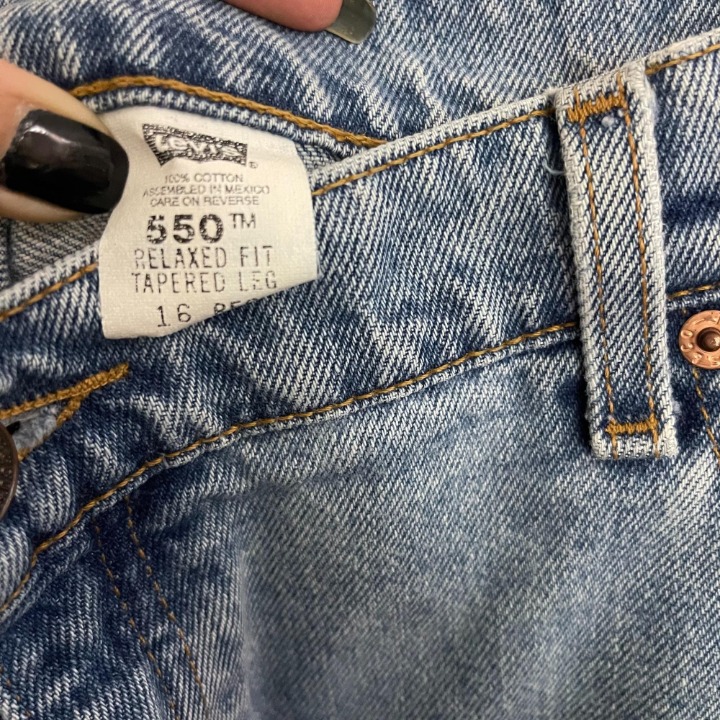 Levi's®
100% COTTON
ASSEMBLED IN MEXICO
CARE ON REVERSE
550™
RELAXED FIT
TAPERED LEG
16